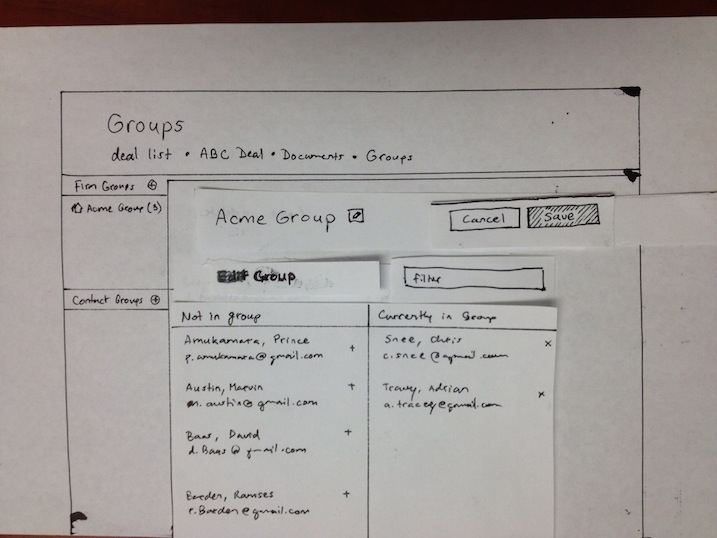 Groups
deal list • ABC Deal • Documents • Groups
Firm Groups +
Acme Group (3)
Acme Group
Cancel
Save
Edit Group
filter
Contact Groups +
Not in group
Currently in Group
Amukamara, Prince +
p.amukamara@gmail.com
Snee, Chris x
c.snee@gmail.com
Austin, Marvin +
m.austin@gmail.com
Adrian x
a.tracey@gmail.com
Baas, David +
d.Baas@gmail.com
Barden, Ramses +
r.Barden@gmail.com